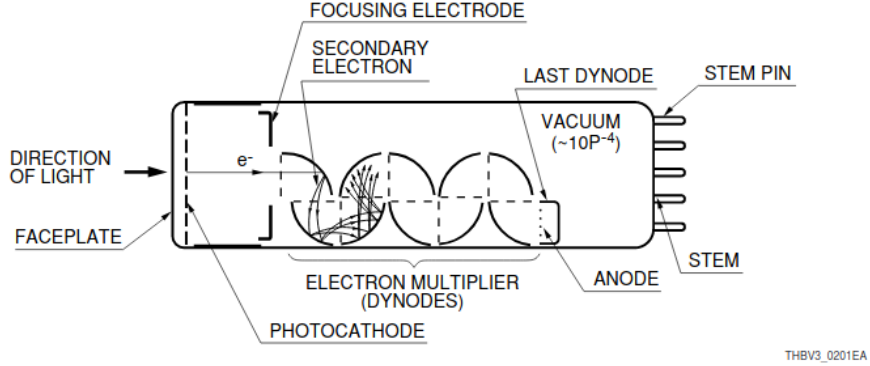 FOCUSING ELECTRODE
SECONDARY
ELECTRON
LAST DYNODE
STEM PIN
VACUUM
(~10P⁻⁴)
DIRECTION
OF LIGHT
e⁻
FACEPLATE
STEM
ELECTRON MULTIPLIER
(DYNODES)
ANODE
PHOTOCATHODE
THBV3_0201EA